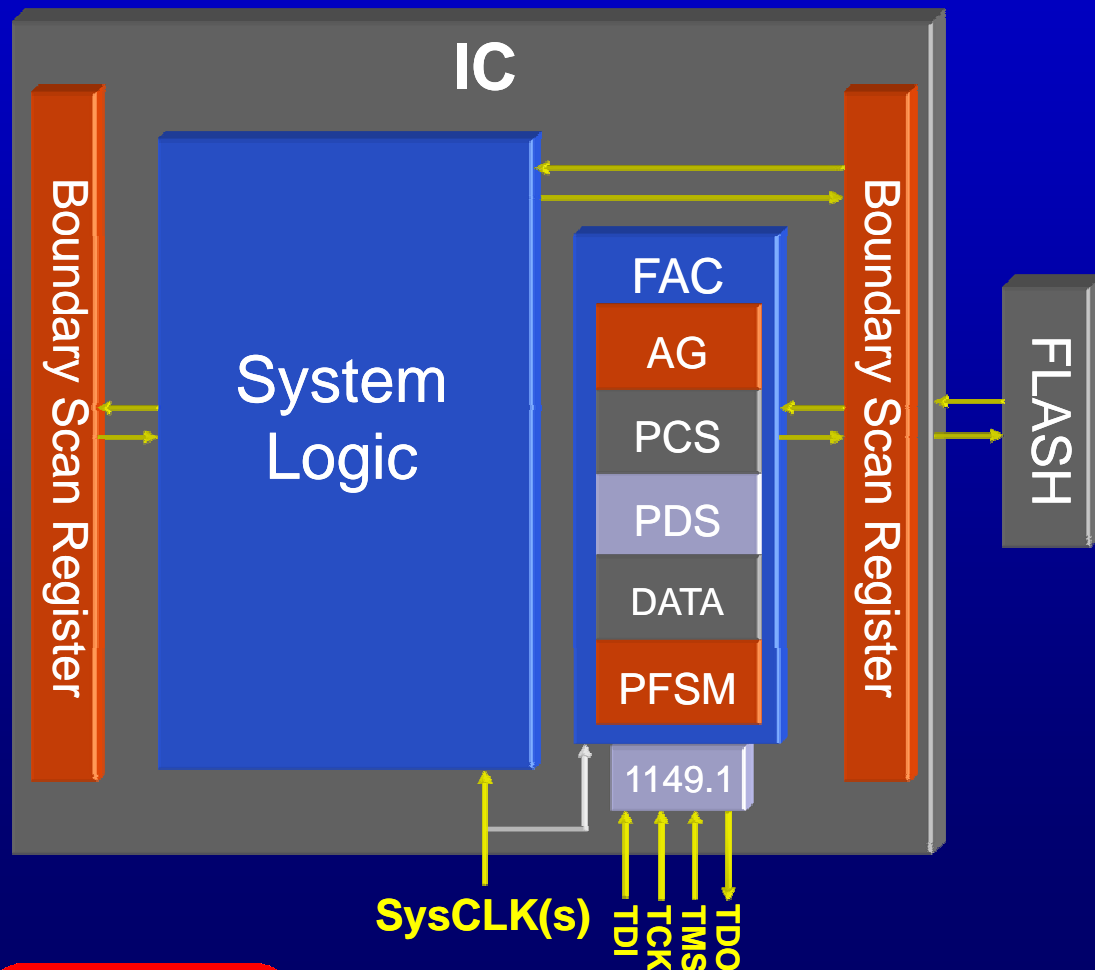 IC
Boundary Scan Register
System
Logic
FAC
AG
PCS
PDS
DATA
PFSM
1149.1
Boundary Scan Register
FLASH
SysCLK(s)
TDI
TCK
TMS
TDO